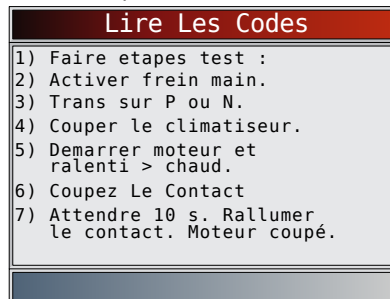 Lire Les Codes
1) Faire etapes test :
2) Activer frein main.
3) Trans sur P ou N.
4) Couper le climatiseur.
5) Demarrer moteur et
ralenti > chaud.
6) Coupez Le Contact
7) Attendre 10 s. Rallumer
le contact. Moteur coupé.